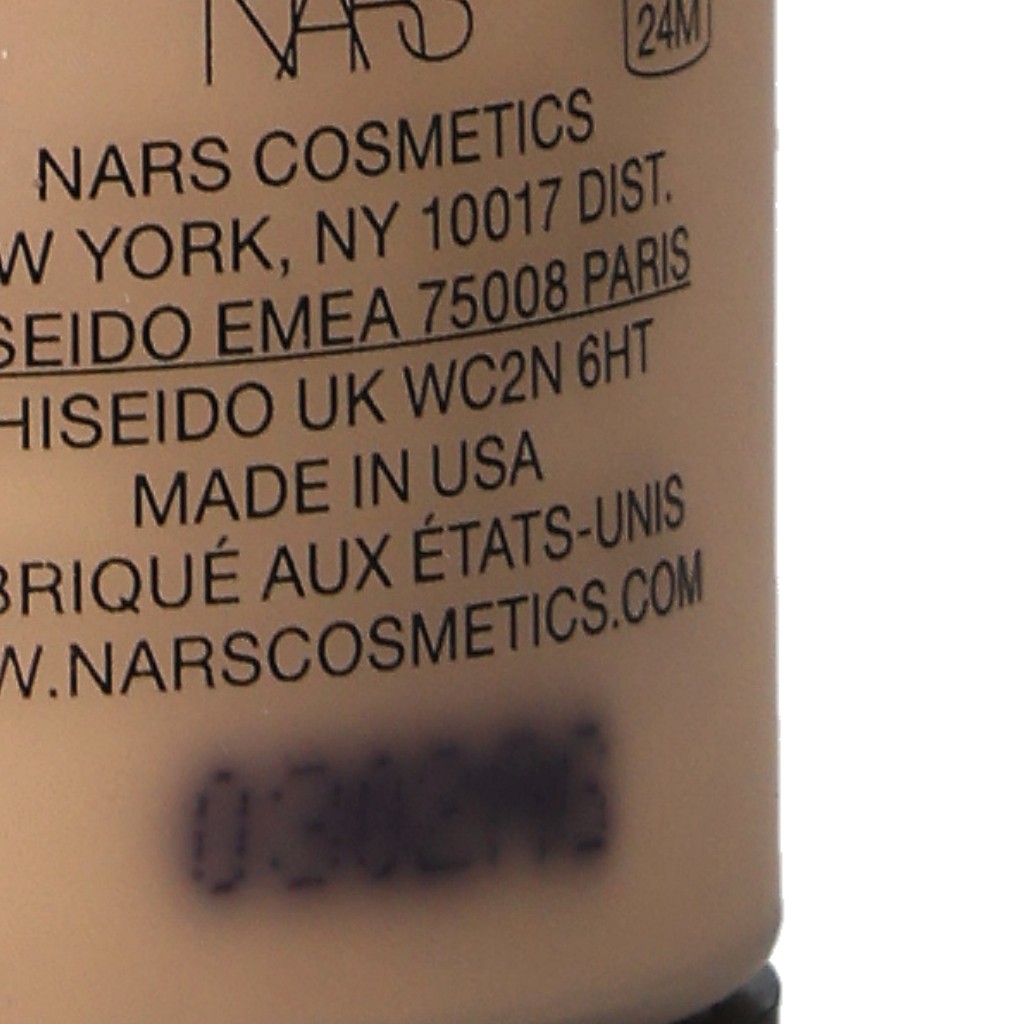 NARS
24M
NARS COSMETICS
W YORK, NY 10017 DIST.
SEIDO EMEA 75008 PARIS
HISEIDO UK WC2N 6HT
MADE IN USA
BRIQUÉ AUX ÉTATS-UNIS
W.NARSCOSMETICS.COM